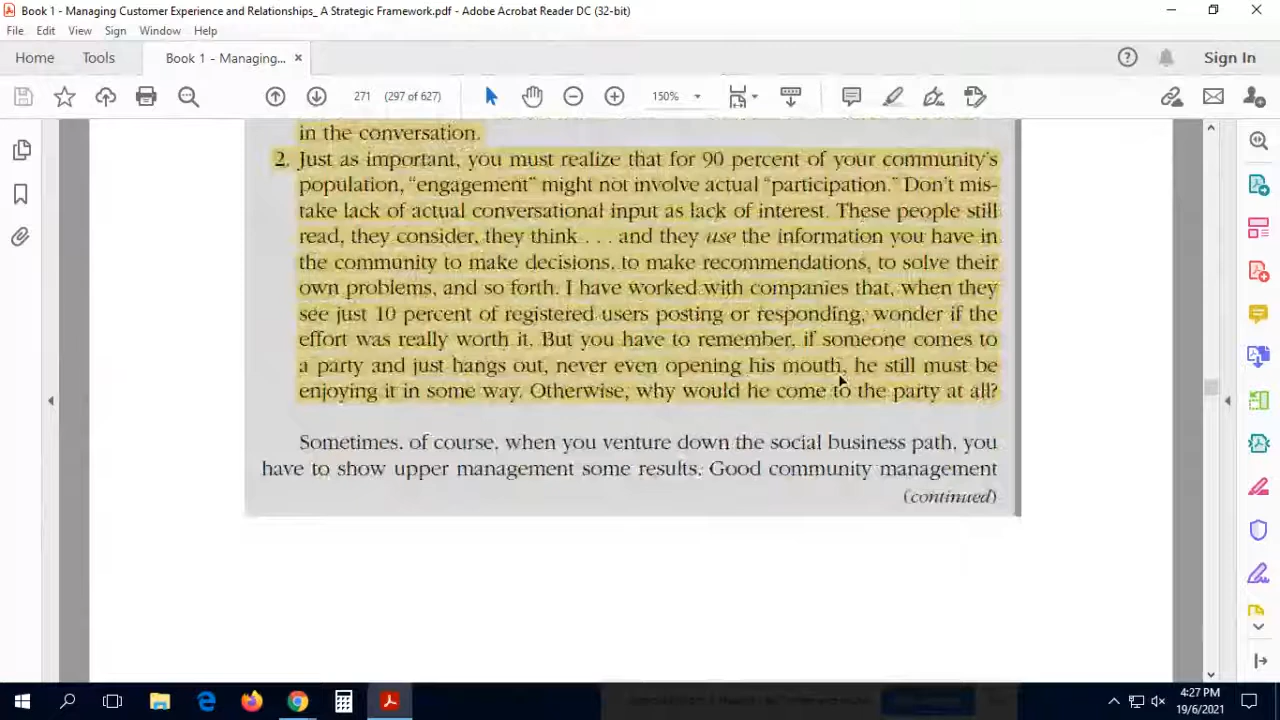 Book 1 - Managing Customer Experience and Relationships_ A Strategic Framework.pdf - Adobe Acrobat Reader DC (32-bit)
File Edit View Sign Window Help
Home Tools Book 1 - Managing... × Sign In
271 (297 of 627) 150%
in the conversation.
2. Just as important, you must realize that for 90 percent of your community's
population, “engagement” might not involve actual “participation.” Don't mis-
take lack of actual conversational input as lack of interest. These people still
read, they consider, they think . . . and they use the information you have in
the community to make decisions, to make recommendations, to solve their
own problems, and so forth. I have worked with companies that, when they
see just 10 percent of registered users posting or responding, wonder if the
effort was really worth it. But you have to remember, if someone comes to
a party and just hangs out, never even opening his mouth, he still must be
enjoying it in some way. Otherwise, why would he come to the party at all?
Sometimes, of course, when you venture down the social business path, you
have to show upper management some results. Good community management
(continued)
4:27 PM
19/6/2021